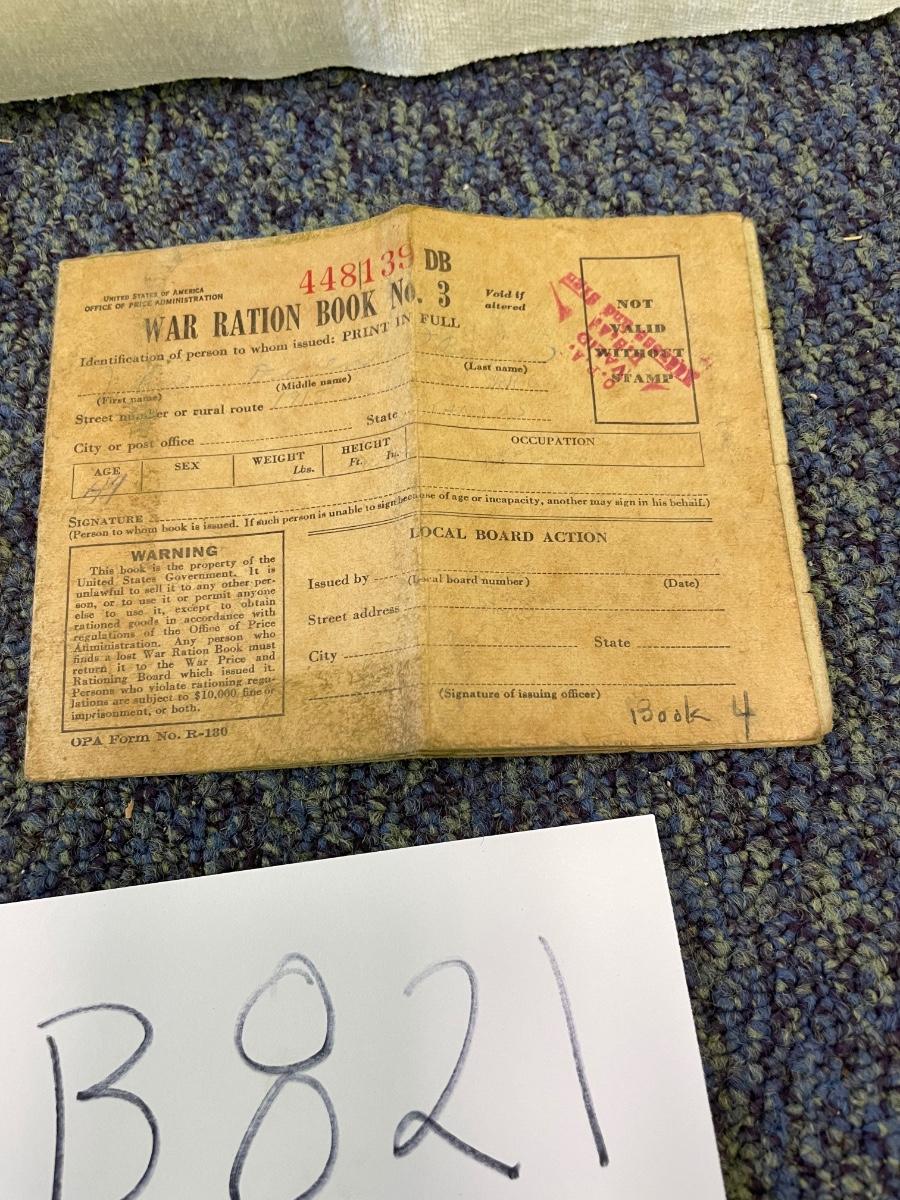 448139 DB
UNITED STATES OF AMERICA
OFFICE OF PRICE ADMINISTRATION
WAR RATION BOOK No. 3
Void if
altered
NOT
VALID
WITHOUT
STAMP
Identification of person to whom issued: PRINT IN FULL
(First name) (Middle name) (Last name)
Street number or rural route
City or post office State
AGE SEX WEIGHT Lbs. HEIGHT Ft. In. OCCUPATION
SIGNATURE
(Person to whom book is issued. If such person is unable to sign because of age or incapacity, another may sign in his behalf.)
WARNING
This book is the property of the
United States Government. It is
unlawful to sell it to any other per-
son, or to use it or permit anyone
else to use it, except to obtain
rationed goods in accordance with
regulations of the Office of Price
Administration. Any person who
finds a lost War Ration Book must
return it to the War Price and
Rationing Board which issued it.
Persons who violate rationing regu-
lations are subject to $10,000 fine or
imprisonment, or both.
OPA Form No. R-130
LOCAL BOARD ACTION
Issued by
(Local board number) (Date)
Street address
City State
(Signature of issuing officer)
Book 4
B821